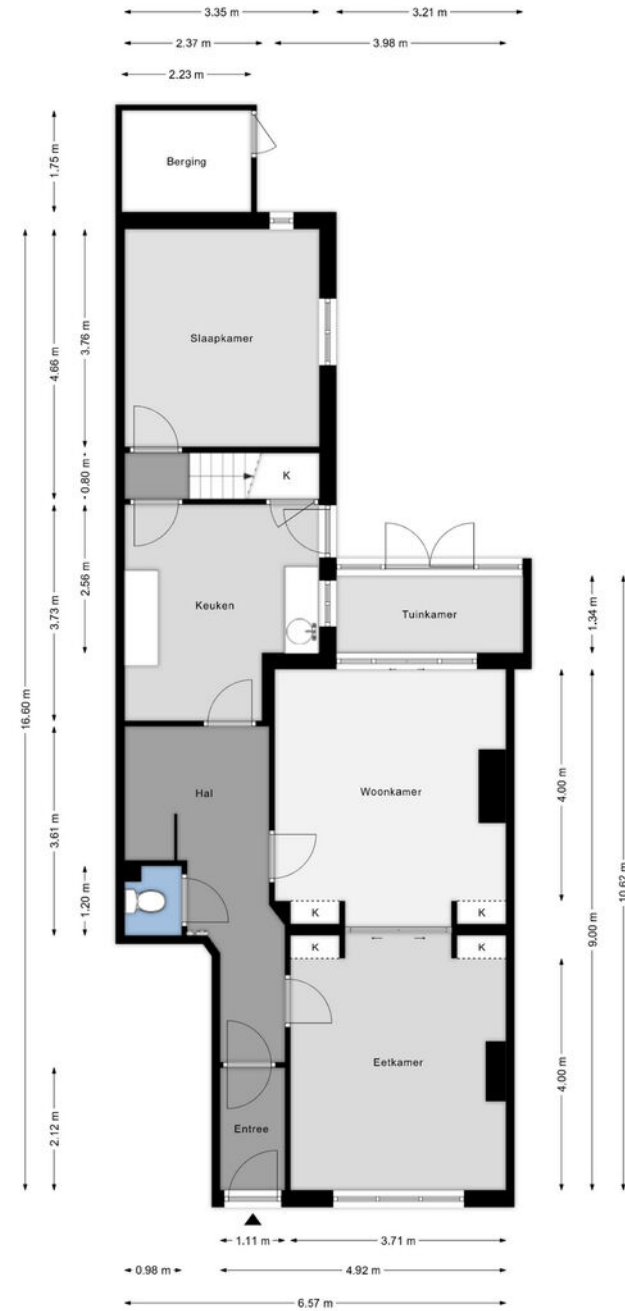 3.35 m
3.21 m
2.37 m
3.98 m
2.23 m
1.75 m
Berging
16.60 m
4.66 m
3.76 m
Slaapkamer
0.80 m
K
3.73 m
2.56 m
Keuken
Tuinkamer
1.34 m
3.61 m
Hal
Woonkamer
4.00 m
10.62 m
9.00 m
1.20 m
K
K
K
K
Eetkamer
4.00 m
2.12 m
Entree
1.11 m
3.71 m
0.98 m
4.92 m
6.57 m